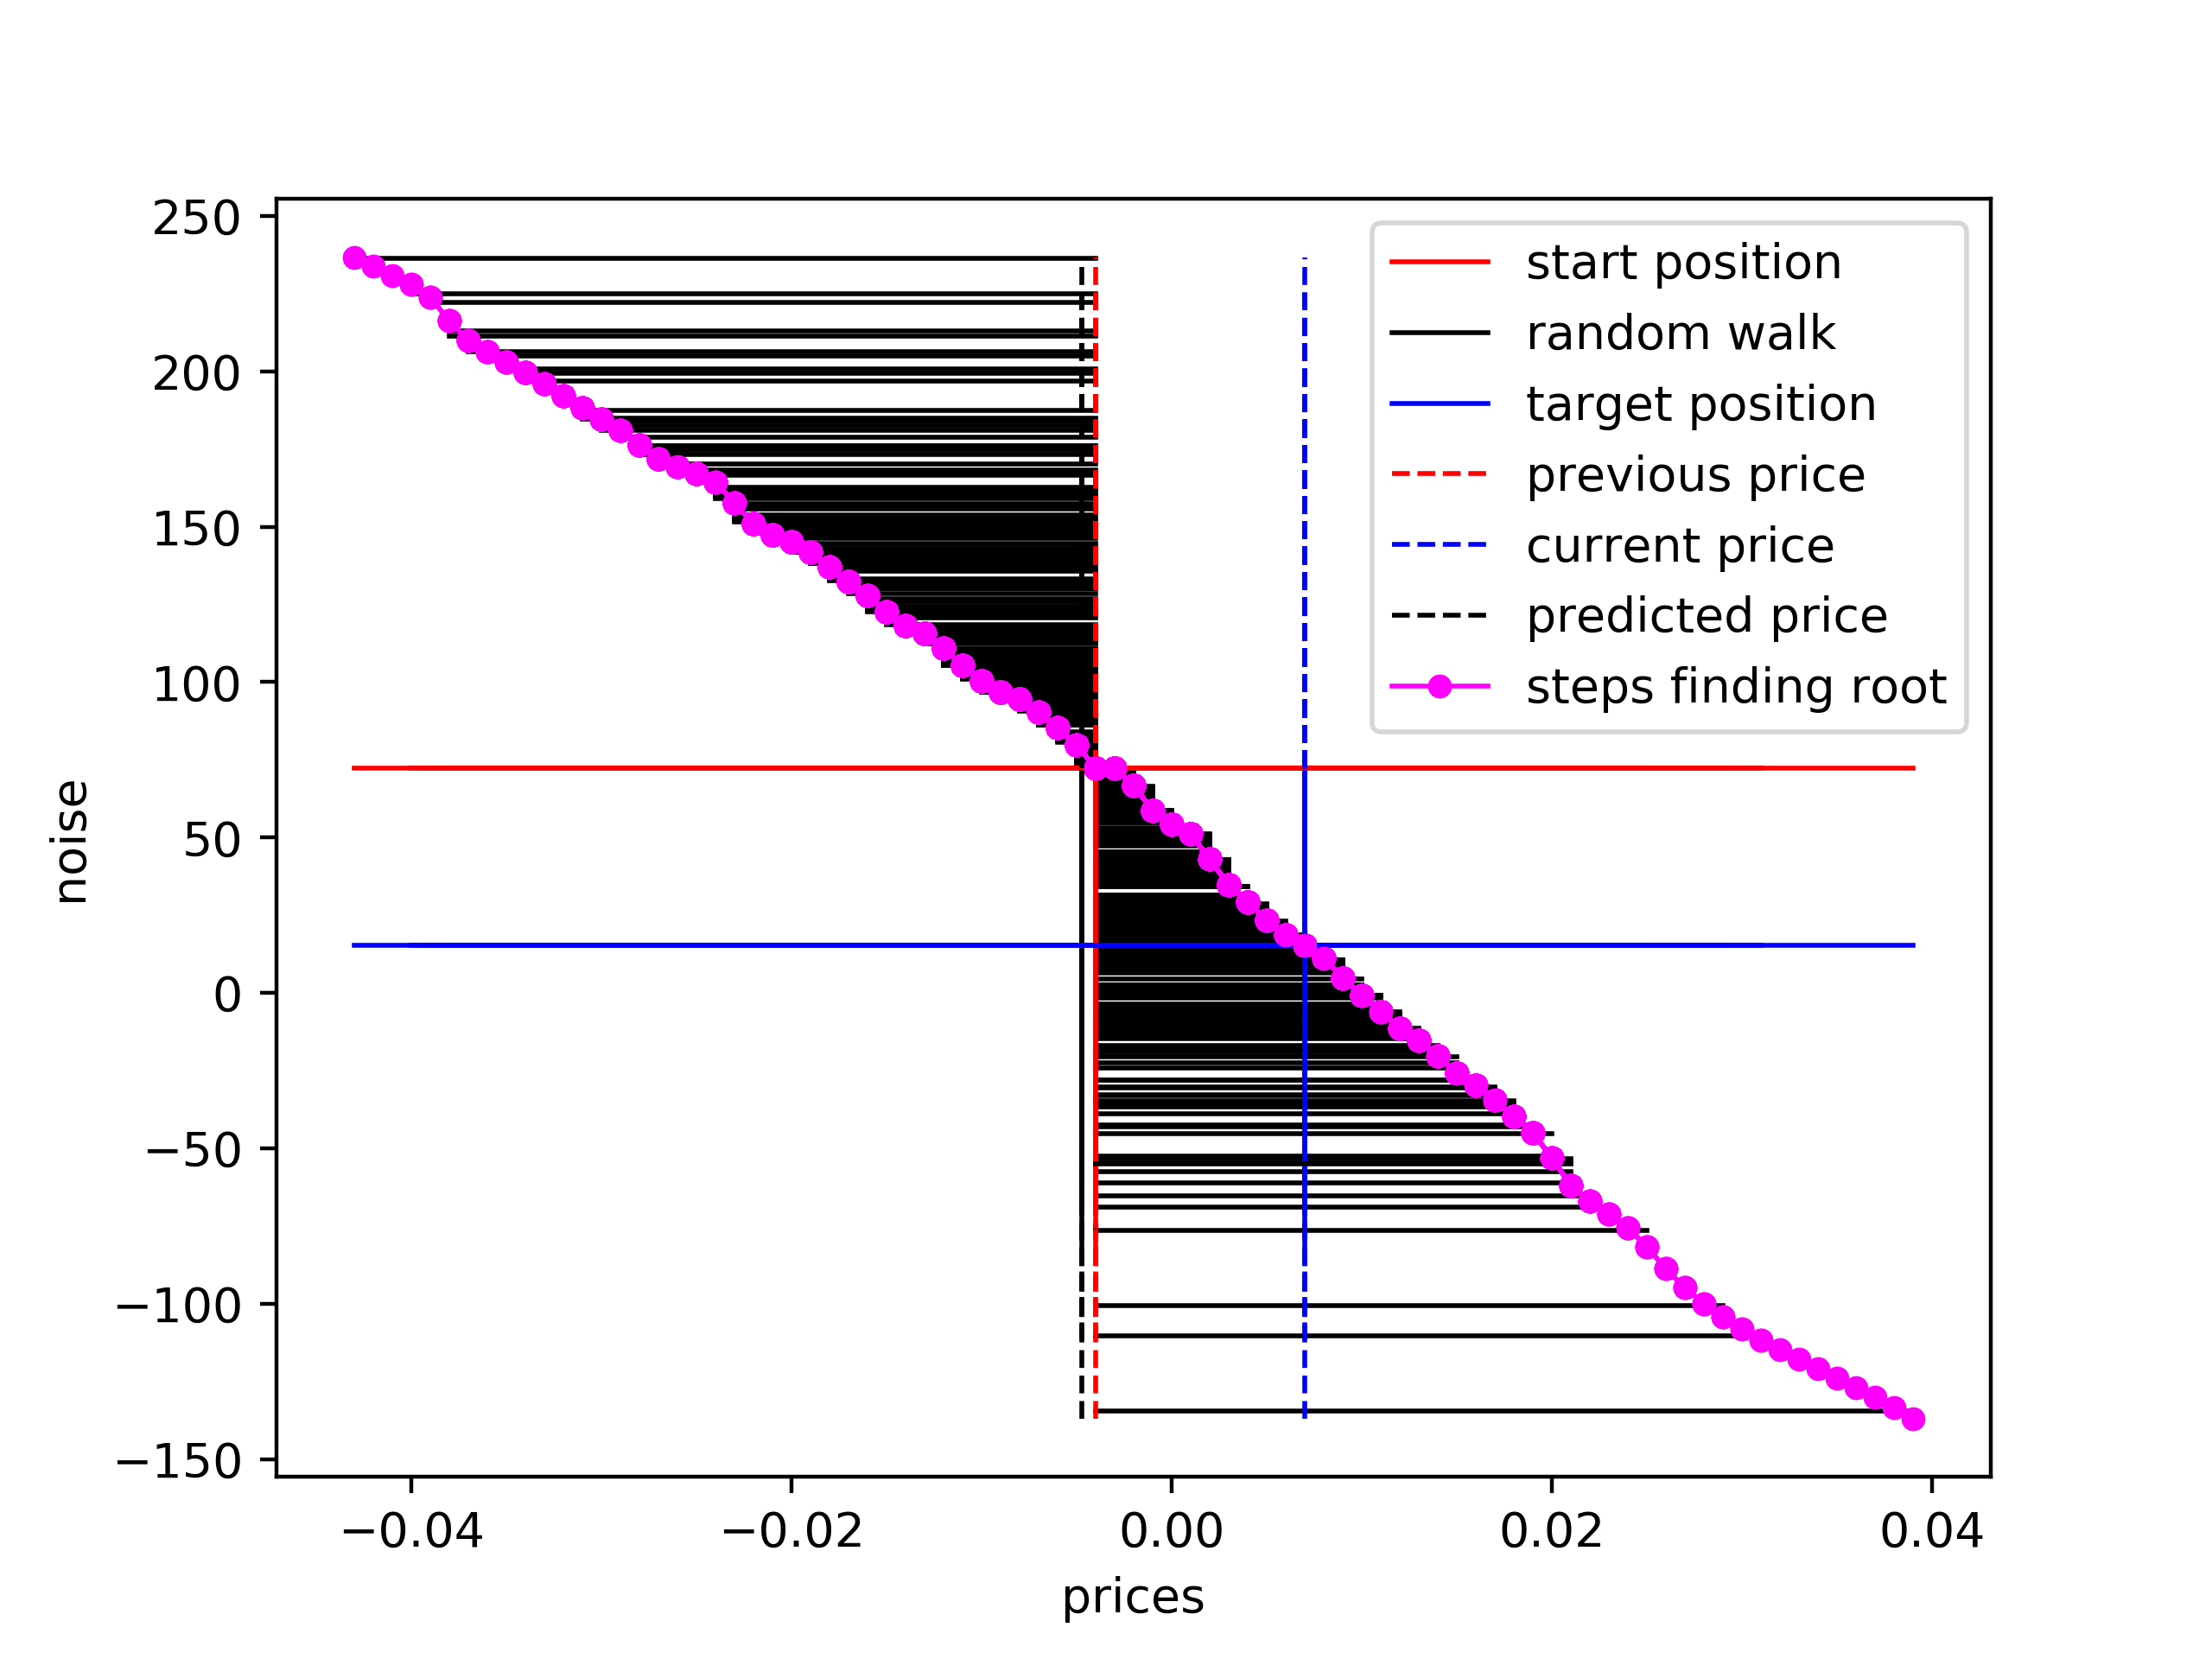 250
200
150
100
50
0
−50
−100
−150
noise
−0.04
−0.02
0.00
0.02
0.04
prices
start position
random walk
target position
previous price
current price
predicted price
steps finding root